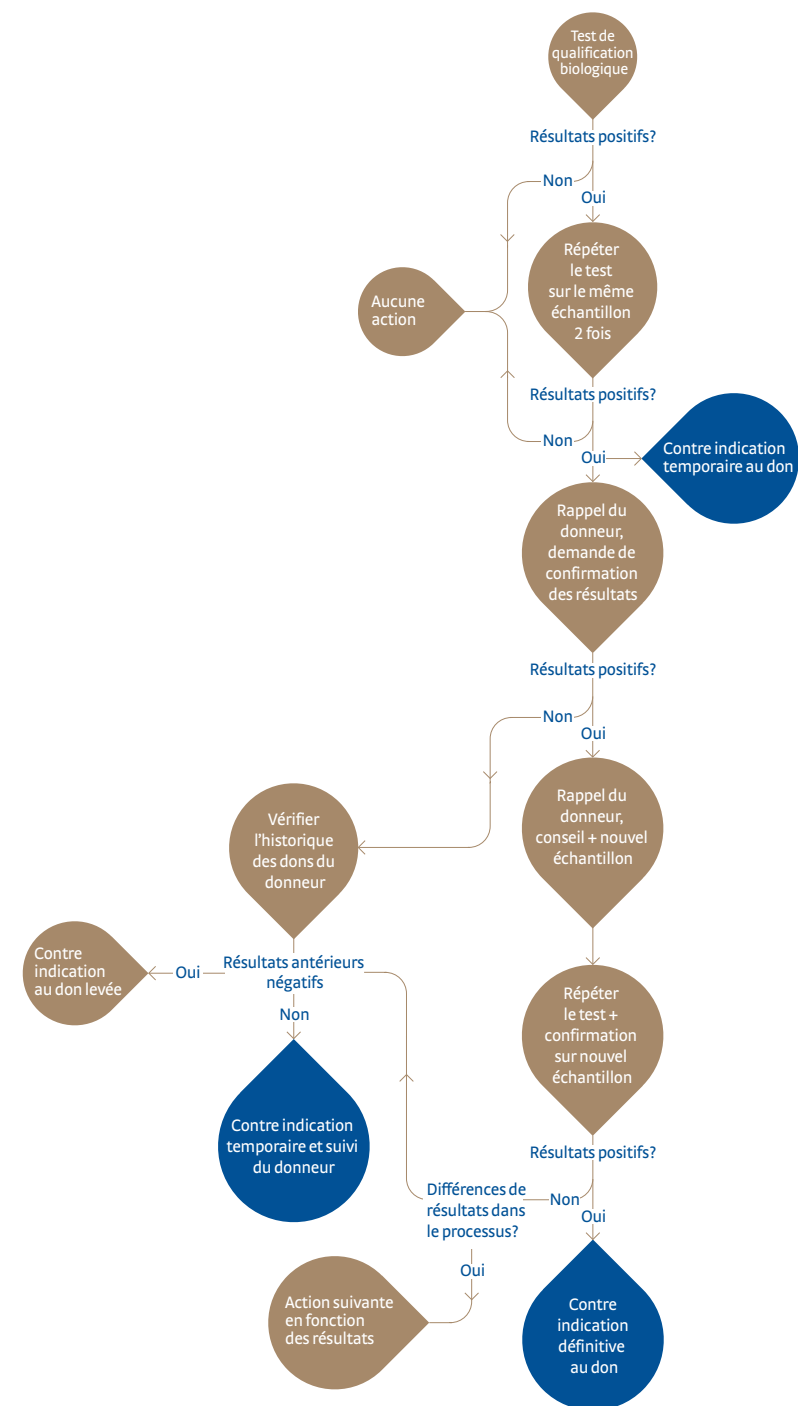 Test de
qualification
biologique
Résultats positifs?
Non
Oui
Répéter
le test
sur le même
échantillon
2 fois
Aucune
action
Résultats positifs?
Non
Oui
Contre indication
temporaire au don
Rappel du
donneur,
demande de
confirmation
des résultats
Résultats positifs?
Non
Oui
Rappel du
donneur,
conseil + nouvel
échantillon
Vérifier
l’historique
des dons du
donneur
Contre
indication
au don levée
Oui
Résultats antérieurs
négatifs
Non
Répéter
le test +
confirmation
sur nouvel
échantillon
Contre indication
temporaire et suivi
du donneur
Résultats positifs?
Différences de
résultats dans
le processus?
Non
Oui
Oui
Action suivante
en fonction
des résultats
Contre
indication
définitive
au don